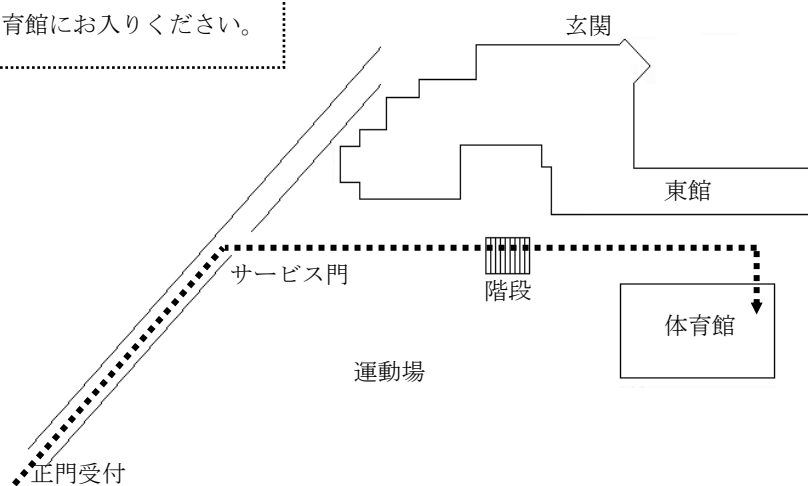 育館にお入りください。
玄関
東館
サービス門
階段
体育館
運動場
正門受付